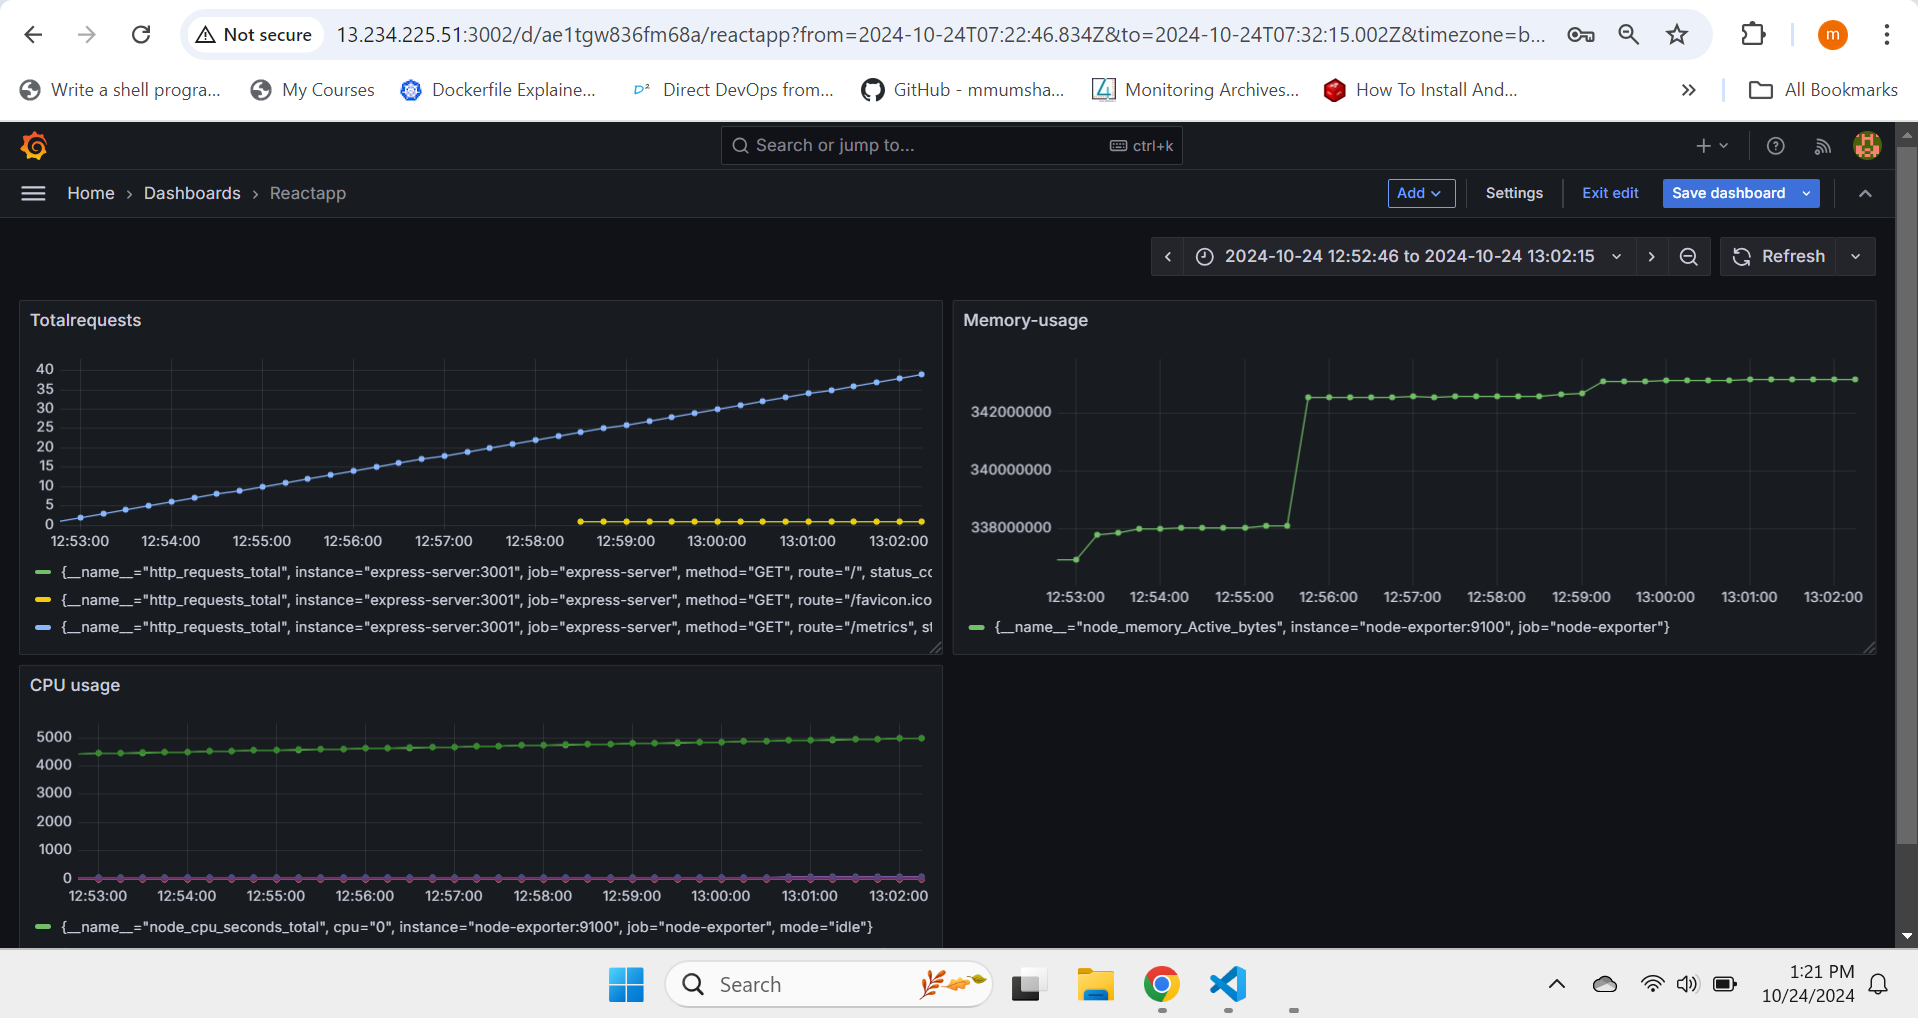 Not secure 13.234.225.51:3002/d/ae1tgw836fm68a/reactapp?from=2024-10-24T07:22:46.834Z&to=2024-10-24T07:32:15.002Z&timezone=b... m
Write a shell progra... My Courses Dockerfile Explaine... D² Direct DevOps from... GitHub - mmumsha... Monitoring Archives... How To Install And... » All Bookmarks
Search or jump to... ctrl+k
Home › Dashboards › Reactapp Add Settings Exit edit Save dashboard
2024-10-24 12:52:46 to 2024-10-24 13:02:15 Refresh
Totalrequests
40
35
30
25
20
15
10
5
0
12:53:00 12:54:00 12:55:00 12:56:00 12:57:00 12:58:00 12:59:00 13:00:00 13:01:00 13:02:00
{__name__="http_requests_total", instance="express-server:3001", job="express-server", method="GET", route="/", status_co
{__name__="http_requests_total", instance="express-server:3001", job="express-server", method="GET", route="/favicon.ico
{__name__="http_requests_total", instance="express-server:3001", job="express-server", method="GET", route="/metrics", st
Memory-usage
342000000
340000000
338000000
12:53:00 12:54:00 12:55:00 12:56:00 12:57:00 12:58:00 12:59:00 13:00:00 13:01:00 13:02:00
{__name__="node_memory_Active_bytes", instance="node-exporter:9100", job="node-exporter"}
CPU usage
5000
4000
3000
2000
1000
0
12:53:00 12:54:00 12:55:00 12:56:00 12:57:00 12:58:00 12:59:00 13:00:00 13:01:00 13:02:00
{__name__="node_cpu_seconds_total", cpu="0", instance="node-exporter:9100", job="node-exporter", mode="idle"}
Search
1:21 PM
10/24/2024